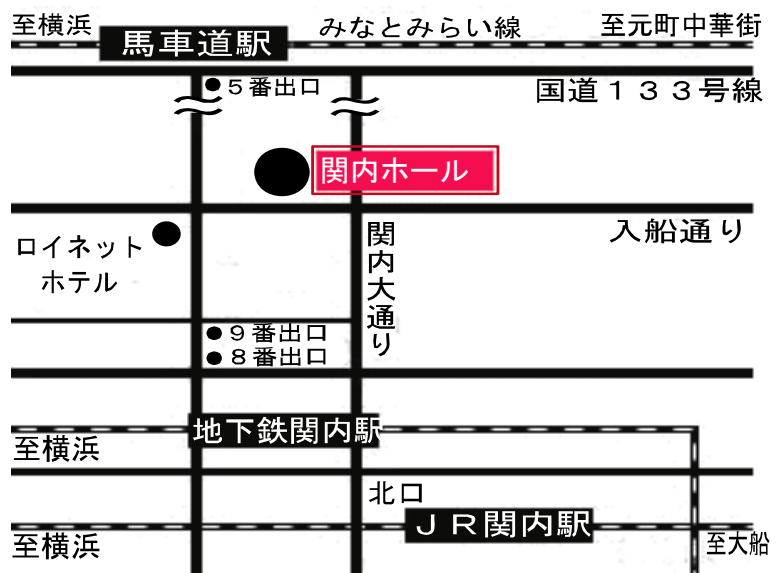 至横浜
馬車道駅
みなとみらい線
至元町中華街
5番出口
国道133号線
関内ホール
入船通り
ロイネット
ホテル
関内大通り
9番出口
8番出口
地下鉄関内駅
至横浜
北口
JR関内駅
至横浜
至大船